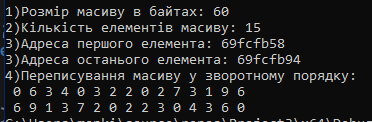 1)Розмір масиву в байтах: 60
2)Кількість елементів масиву: 15
3)Адреса першого елемента: 69fcfb58
3)Адреса останього елемента: 69fcfb94
4)Переписування масиву у зворотному порядку:
0 6 3 4 0 3 2 2 0 2 7 3 1 9 6
6 9 1 3 7 2 0 2 2 3 0 4 3 6 0